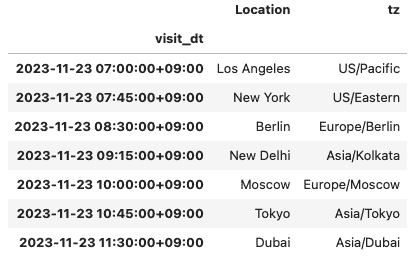 Location tz
visit_dt
2023-11-23 07:00:00+09:00 Los Angeles US/Pacific
2023-11-23 07:45:00+09:00 New York US/Eastern
2023-11-23 08:30:00+09:00 Berlin Europe/Berlin
2023-11-23 09:15:00+09:00 New Delhi Asia/Kolkata
2023-11-23 10:00:00+09:00 Moscow Europe/Moscow
2023-11-23 10:45:00+09:00 Tokyo Asia/Tokyo
2023-11-23 11:30:00+09:00 Dubai Asia/Dubai